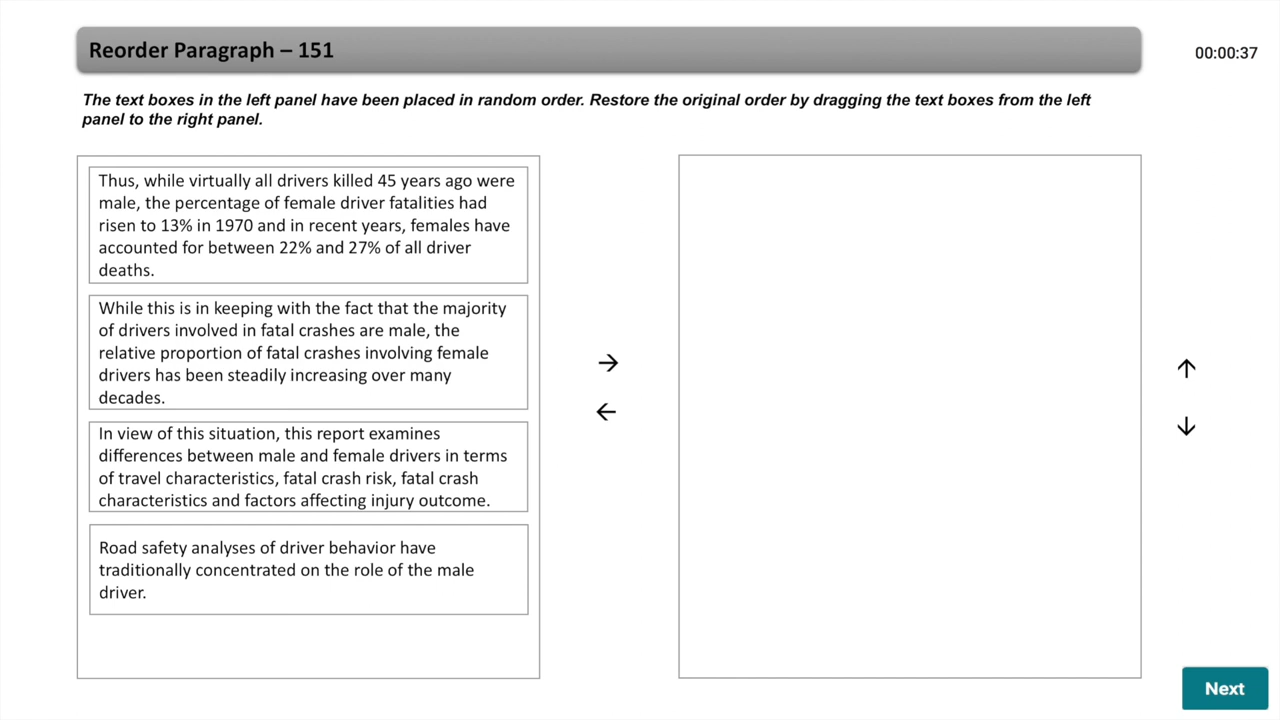 Reorder Paragraph – 151
00:00:37
The text boxes in the left panel have been placed in random order. Restore the original order by dragging the text boxes from the left
panel to the right panel.
Thus, while virtually all drivers killed 45 years ago were
male, the percentage of female driver fatalities had
risen to 13% in 1970 and in recent years, females have
accounted for between 22% and 27% of all driver
deaths.
While this is in keeping with the fact that the majority
of drivers involved in fatal crashes are male, the
relative proportion of fatal crashes involving female
drivers has been steadily increasing over many
decades.
In view of this situation, this report examines
differences between male and female drivers in terms
of travel characteristics, fatal crash risk, fatal crash
characteristics and factors affecting injury outcome.
Road safety analyses of driver behavior have
traditionally concentrated on the role of the male
driver.
Next